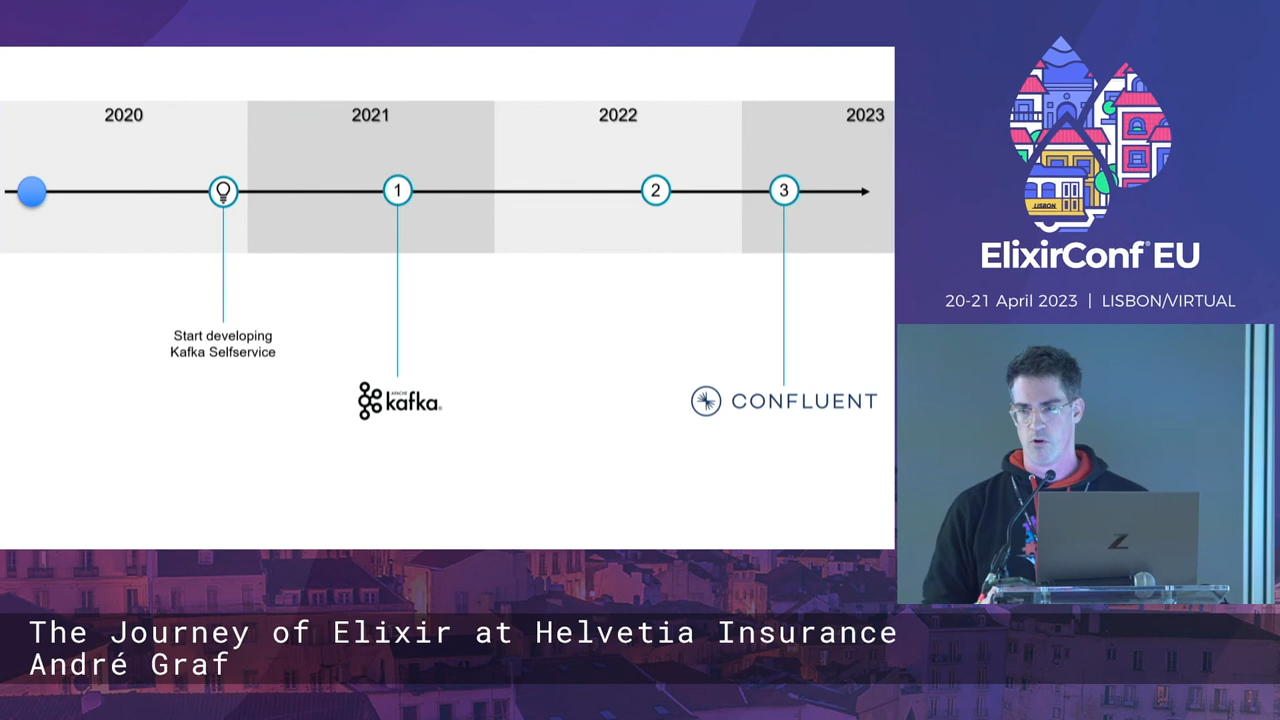 2020
2021
2022
2023
1
2
3
Start developing
Kafka Selfservice
APACHE
kafka®
CONFLUENT
LISBON
ElixirConf® EU
20-21 April 2023 | LISBON/VIRTUAL
The Journey of Elixir at Helvetia Insurance
André Graf